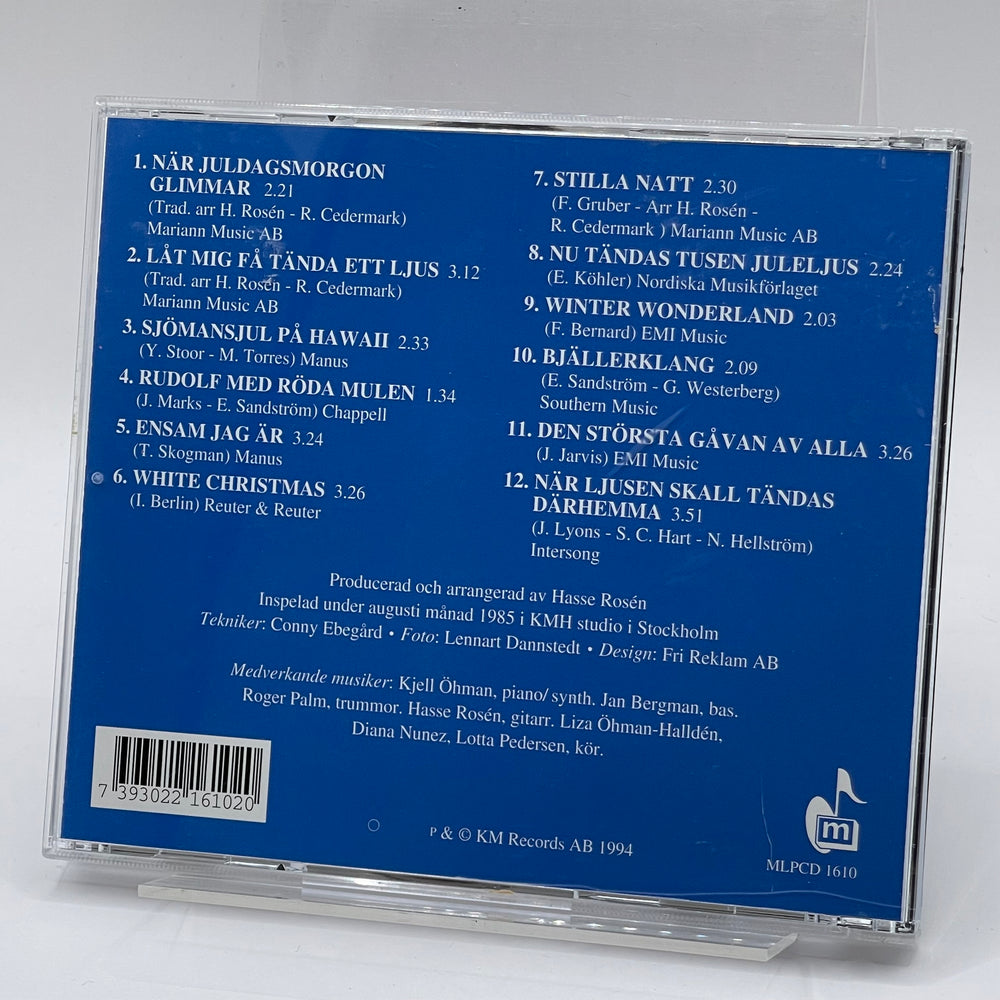 1. NÄR JULDAGSMORGON
GLIMMAR 2.21
(Trad. arr H. Rosén - R. Cedermark)
Mariann Music AB
2. LÅT MIG FÅ TÄNDA ETT LJUS 3.12
(Trad. arr H. Rosén - R. Cedermark)
Mariann Music AB
3. SJÖMANSJUL PÅ HAWAII 2.33
(Y. Stoor - M. Torres) Manus
4. RUDOLF MED RÖDA MULEN 1.34
(J. Marks - E. Sandström) Chappell
5. ENSAM JAG ÄR 3.24
(T. Skogman) Manus
6. WHITE CHRISTMAS 3.26
(I. Berlin) Reuter & Reuter
7. STILLA NATT 2.30
(F. Gruber - Arr H. Rosén -
R. Cedermark ) Mariann Music AB
8. NU TÄNDAS TUSEN JULELJUS 2.24
(E. Köhler) Nordiska Musikförlaget
9. WINTER WONDERLAND 2.03
(F. Bernard) EMI Music
10. BJÄLLERKLANG 2.09
(E. Sandström - G. Westerberg)
Southern Music
11. DEN STÖRSTA GÅVAN AV ALLA 3.26
(J. Jarvis) EMI Music
12. NÄR LJUSEN SKALL TÄNDAS
DÄRHEMMA 3.51
(J. Lyons - S. C. Hart - N. Hellström)
Intersong
Producerad och arrangerad av Hasse Rosén
Inspelad under augusti månad 1985 i KMH studio i Stockholm
Tekniker: Conny Ebegård • Foto: Lennart Dannstedt • Design: Fri Reklam AB
Medverkande musiker: Kjell Öhman, piano/ synth. Jan Bergman, bas.
Roger Palm, trummor. Hasse Rosén, gitarr. Liza Öhman-Halldén,
Diana Nunez, Lotta Pedersen, kör.
7 393022 161020
P & © KM Records AB 1994
m
MLPCD 1610